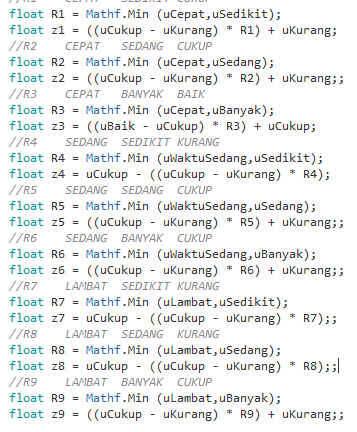 //R1 CEPAT SEDIKIT CUKUP
float R1 = Mathf.Min (uCepat,uSedikit);
float z1 = ((uCukup - uKurang) * R1) + uKurang;
//R2 CEPAT SEDANG CUKUP
float R2 = Mathf.Min (uCepat,uSedang);
float z2 = ((uCukup - uKurang) * R2) + uKurang;;
//R3 CEPAT BANYAK BAIK
float R3 = Mathf.Min (uCepat,uBanyak);
float z3 = ((uBaik - uCukup) * R3) + uCukup;
//R4 SEDANG SEDIKIT KURANG
float R4 = Mathf.Min (uWaktuSedang,uSedikit);
float z4 = uCukup - ((uCukup - uKurang) * R4);
//R5 SEDANG SEDANG CUKUP
float R5 = Mathf.Min (uWaktuSedang,uSedang);
float z5 = ((uCukup - uKurang) * R5) + uKurang;;
//R6 SEDANG BANYAK CUKUP
float R6 = Mathf.Min (uWaktuSedang,uBanyak);
float z6 = ((uCukup - uKurang) * R6) + uKurang;;
//R7 LAMBAT SEDIKIT KURANG
float R7 = Mathf.Min (uLambat,uSedikit);
float z7 = uCukup - ((uCukup - uKurang) * R7);;
//R8 LAMBAT SEDANG KURANG
float R8 = Mathf.Min (uLambat,uSedang);
float z8 = uCukup - ((uCukup - uKurang) * R8);;
//R9 LAMBAT BANYAK CUKUP
float R9 = Mathf.Min (uLambat,uBanyak);
float z9 = ((uCukup - uKurang) * R9) + uKurang;;